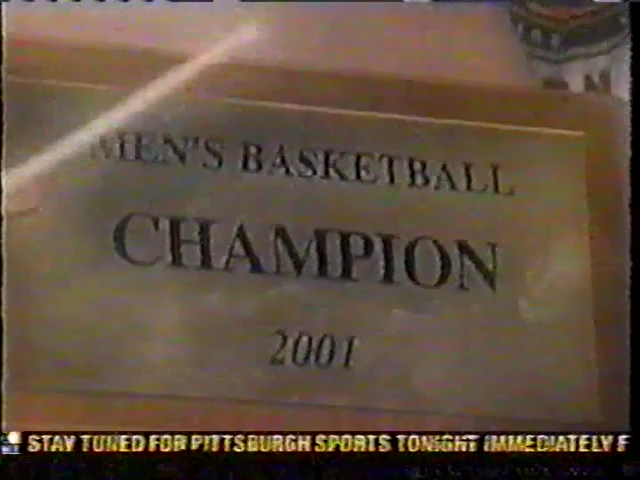 MEN'S BASKETBALL
CHAMPION
2001
STAY TUNED FOR PITTSBURGH SPORTS TONIGHT IMMEDIATELY F